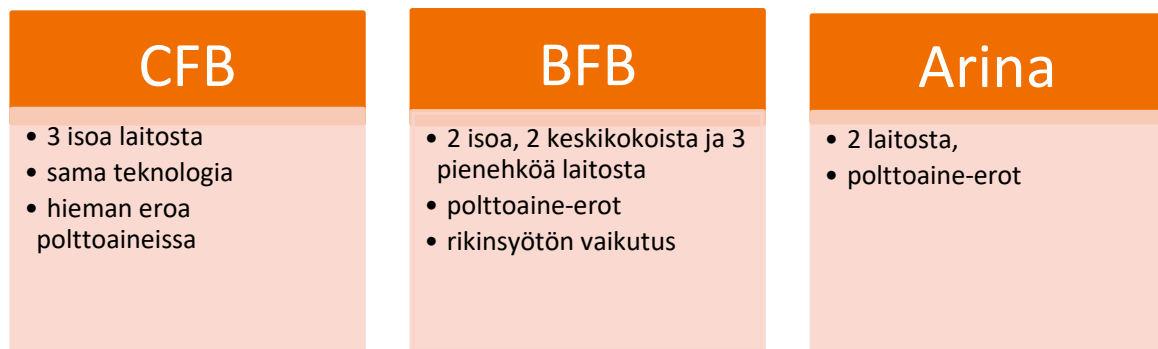 CFB
• 3 isoa laitosta
• sama teknologia
• hieman eroa
polttoaineissa
BFB
• 2 isoa, 2 keskikokoista ja 3
pienehköä laitosta
• polttoaine-erot
• rikinsyötön vaikutus
Arina
• 2 laitosta,
• polttoaine-erot